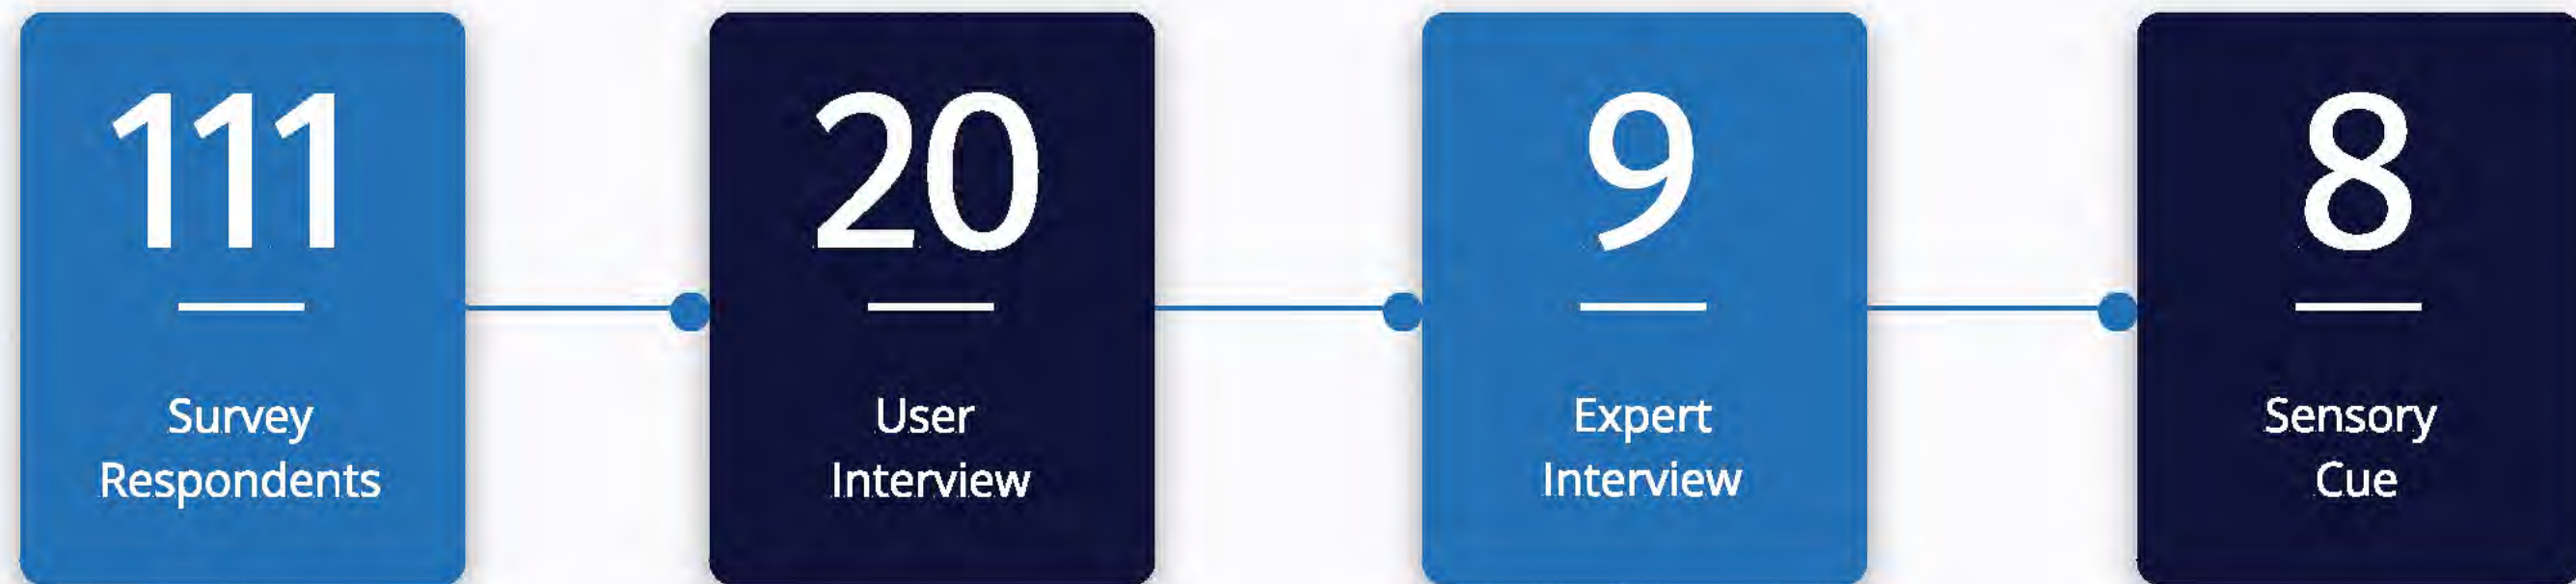 111
Survey
Respondents
20
User
Interview
9
Expert
Interview
8
Sensory
Cue